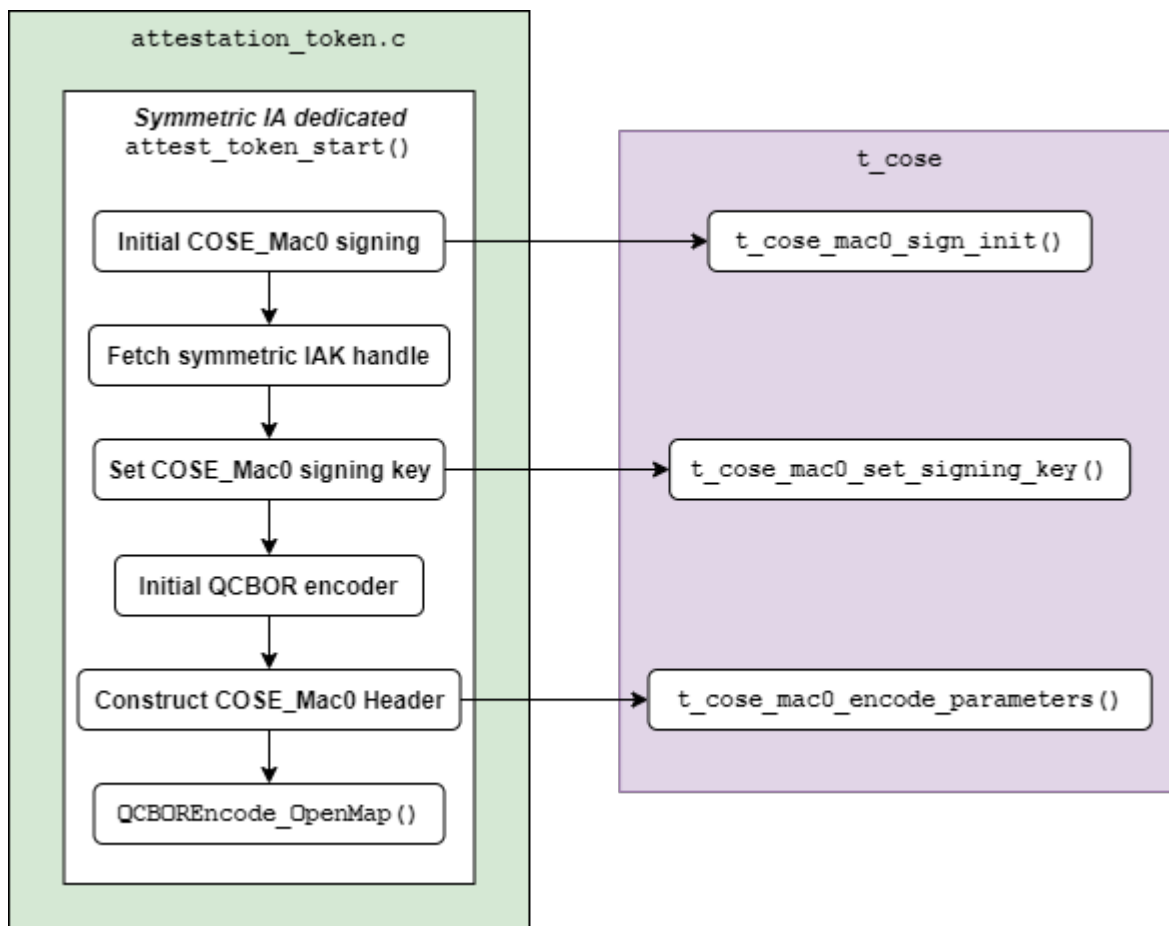 attestation_token.c
Symmetric IA dedicated
attest_token_start()
t_cose
Initial COSE_Mac0 signing
t_cose_mac0_sign_init()
Fetch symmetric IAK handle
Set COSE_Mac0 signing key
t_cose_mac0_set_signing_key()
Initial QCBOR encoder
Construct COSE_Mac0 Header
t_cose_mac0_encode_parameters()
QCBOREncode_OpenMap()